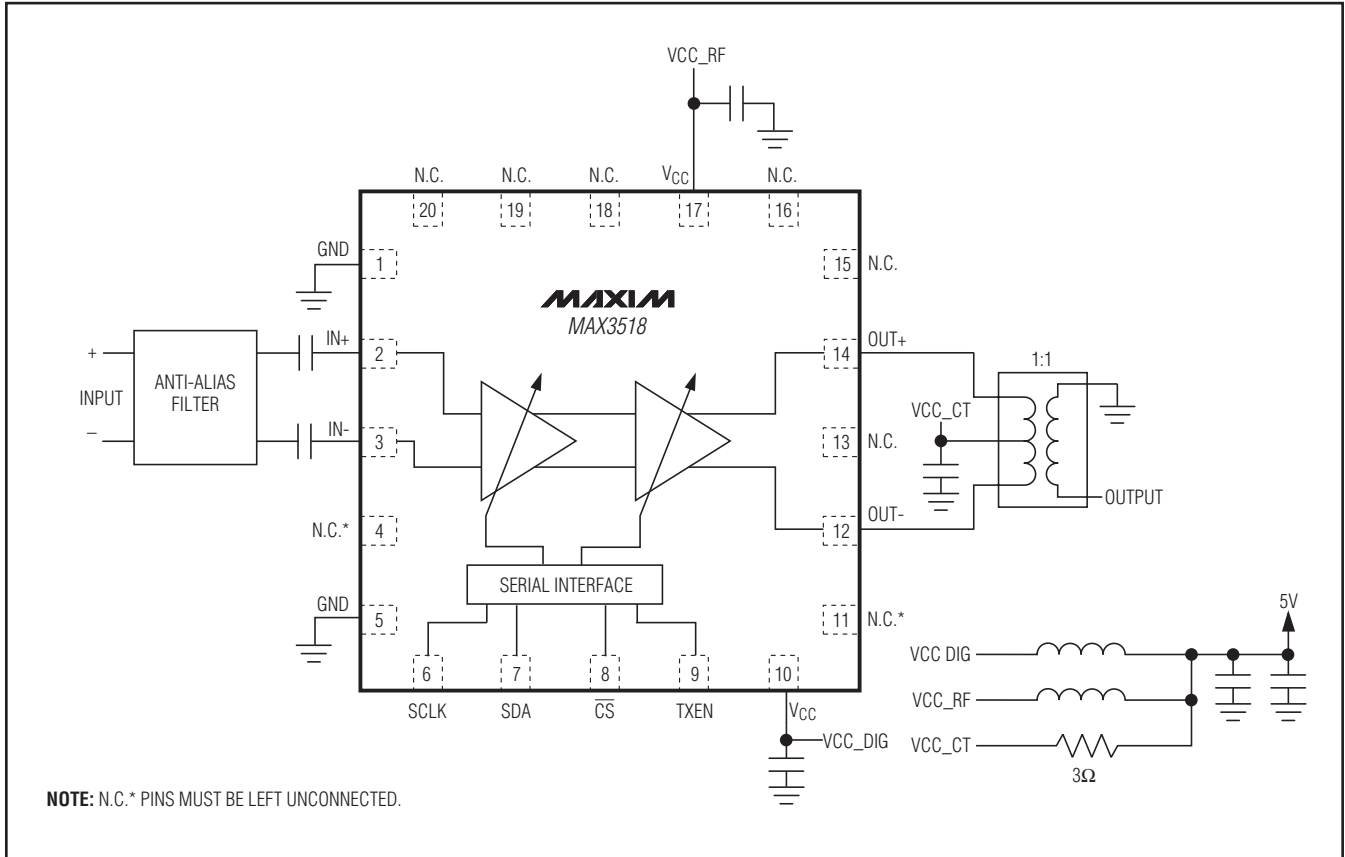 VCC_RF
N.C.
N.C.
N.C.
VCC
N.C.
20
19
18
17
16
GND
1
15
N.C.
MAXIM
MAX3518
IN+
2
14
OUT+
1:1
+
INPUT
–
ANTI-ALIAS
FILTER
VCC_CT
IN-
3
13
N.C.
OUTPUT
N.C.*
4
12
OUT-
SERIAL INTERFACE
GND
5
11
N.C.*
5V
6
7
8
9
10
VCC DIG
VCC_RF
VCC_CT
3Ω
SCLK
SDA
C̅S̅
TXEN
VCC
VCC_DIG
NOTE: N.C.* PINS MUST BE LEFT UNCONNECTED.